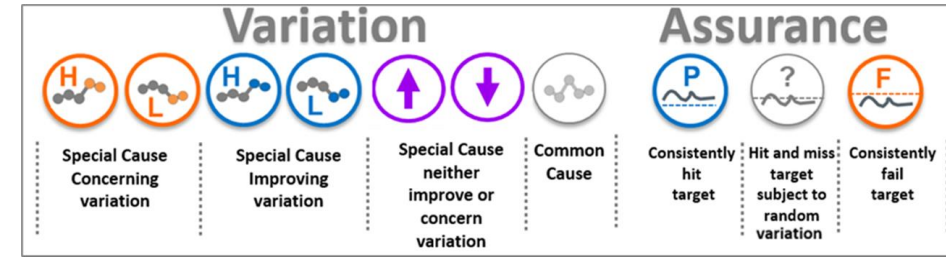 Variation
Assurance
H
L
H
L
P
?
F
Special Cause
Concerning
variation
Special Cause
Improving
variation
Special Cause
neither
improve or
concern
variation
Common
Cause
Consistently
hit
target
Hit and miss
target
subject to
random
variation
Consistently
fail
target